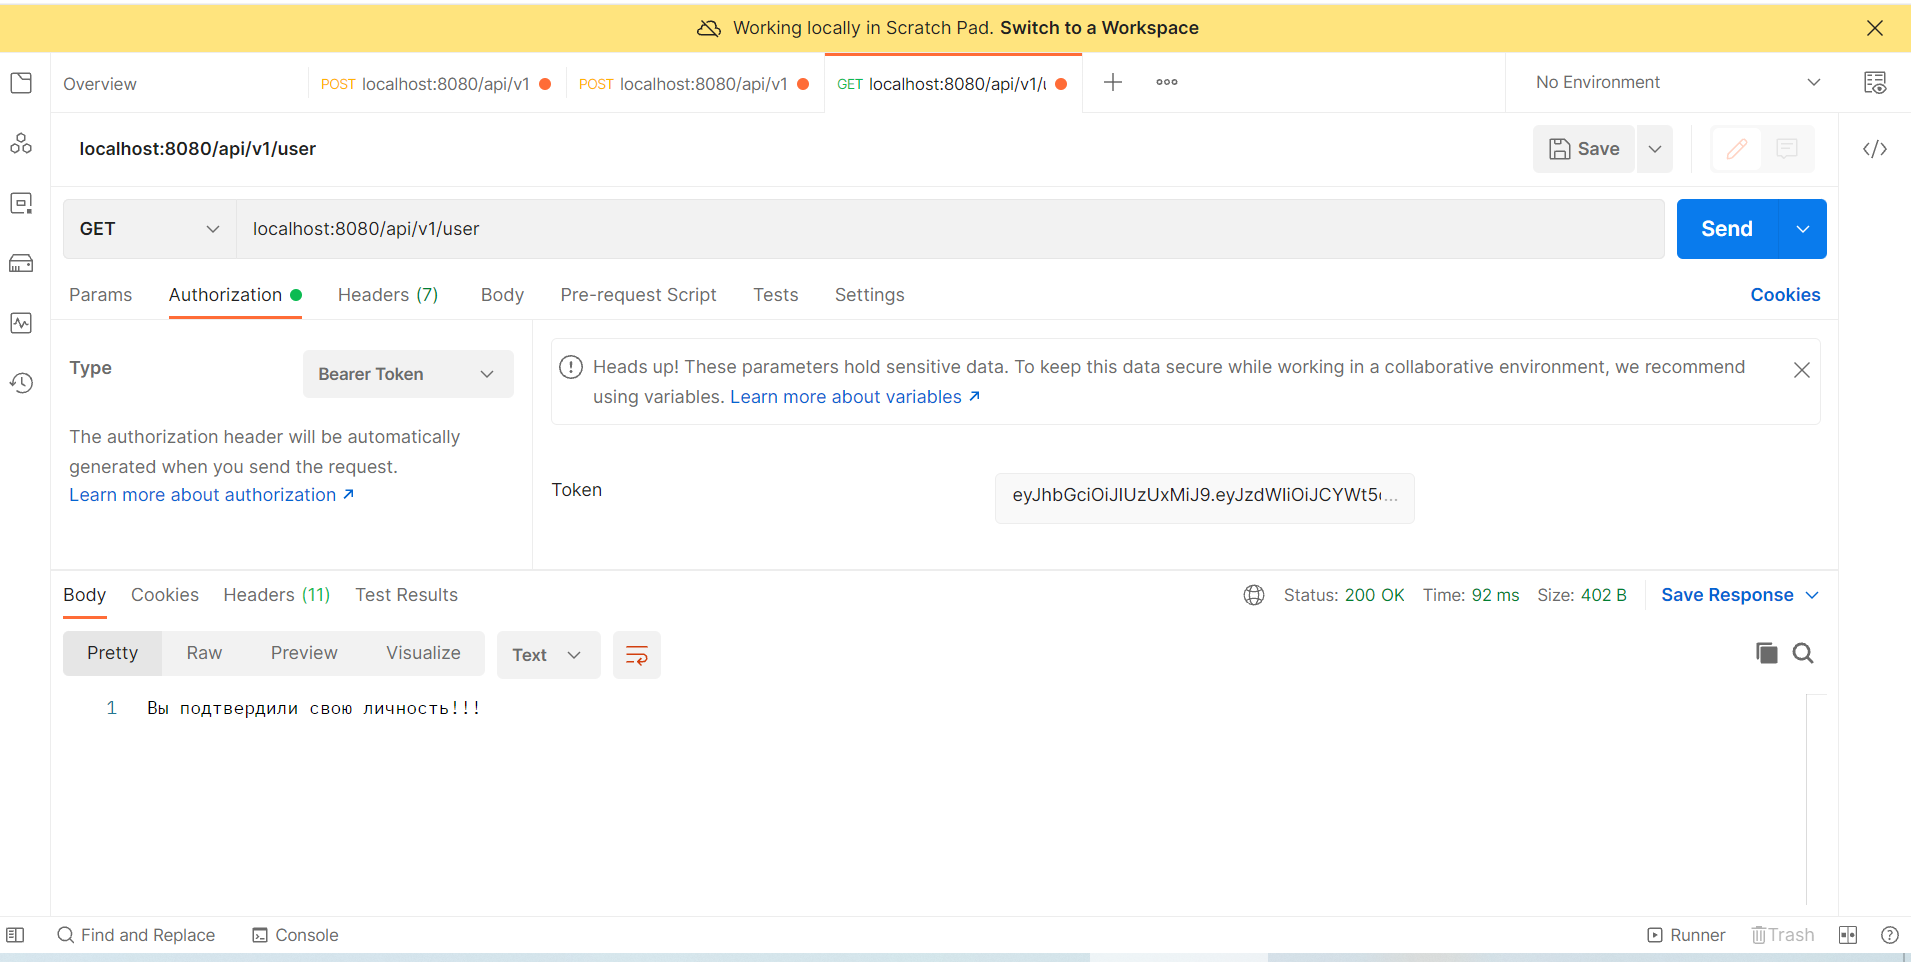 Working locally in Scratch Pad. Switch to a Workspace
Overview
POST localhost:8080/api/v1
POST localhost:8080/api/v1
GET localhost:8080/api/v1/
No Environment
localhost:8080/api/v1/user
Save
GET
localhost:8080/api/v1/user
Send
Params Authorization Headers (7) Body Pre-request Script Tests Settings Cookies
Type
Bearer Token
The authorization header will be automatically
generated when you send the request.
Learn more about authorization ↗
Heads up! These parameters hold sensitive data. To keep this data secure while working in a collaborative environment, we recommend
using variables. Learn more about variables ↗
Token
eyJhbGciOiJIUzUxMiJ9.eyJzdWIiOiJCYWt5...
Body Cookies Headers (11) Test Results
Status: 200 OK Time: 92 ms Size: 402 B Save Response
Pretty Raw Preview Visualize Text
1 Вы подтвердили свою личность!!!
Find and Replace Console
Runner Trash